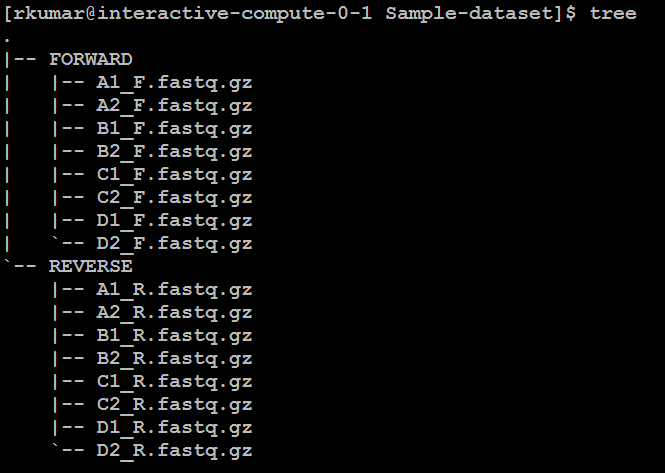 [rkumar@interactive-compute-0-1 Sample-dataset]$ tree
.
|-- FORWARD
|   |-- A1_F.fastq.gz
|   |-- A2_F.fastq.gz
|   |-- B1_F.fastq.gz
|   |-- B2_F.fastq.gz
|   |-- C1_F.fastq.gz
|   |-- C2_F.fastq.gz
|   |-- D1_F.fastq.gz
|   `-- D2_F.fastq.gz
`-- REVERSE
    |-- A1_R.fastq.gz
    |-- A2_R.fastq.gz
    |-- B1_R.fastq.gz
    |-- B2_R.fastq.gz
    |-- C1_R.fastq.gz
    |-- C2_R.fastq.gz
    |-- D1_R.fastq.gz
    `-- D2_R.fastq.gz